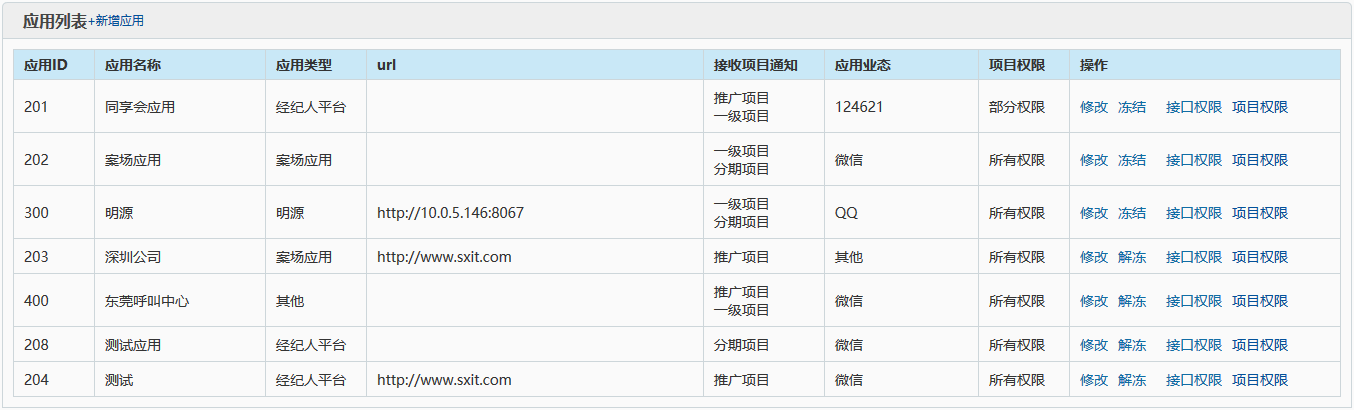 应用列表+新增应用
应用ID 应用名称 应用类型 url 接收项目通知 应用业态 项目权限 操作
201 同享会应用 经纪人平台 推广项目 124621 部分权限 修改 冻结 接口权限 项目权限
一级项目
202 案场应用 案场应用 一级项目 微信 所有权限 修改 冻结 接口权限 项目权限
分期项目
300 明源 明源 http://10.0.5.146:8067 一级项目 QQ 所有权限 修改 冻结 接口权限 项目权限
分期项目
203 深圳公司 案场应用 http://www.sxit.com 推广项目 其他 所有权限 修改 解冻 接口权限 项目权限
400 东莞呼叫中心 其他 推广项目 微信 所有权限 修改 解冻 接口权限 项目权限
一级项目
208 测试应用 经纪人平台 分期项目 微信 所有权限 修改 解冻 接口权限 项目权限
204 测试 经纪人平台 http://www.sxit.com 推广项目 微信 所有权限 修改 解冻 接口权限 项目权限